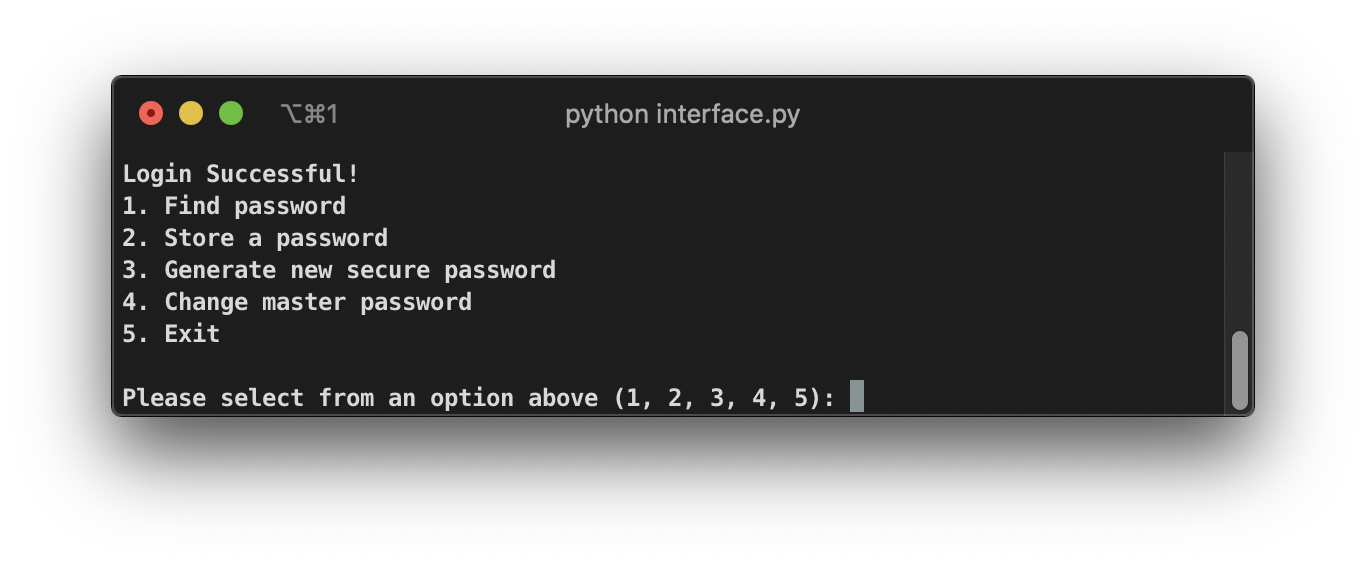 ⌥⌘1
python interface.py
Login Successful!
1. Find password
2. Store a password
3. Generate new secure password
4. Change master password
5. Exit
Please select from an option above (1, 2, 3, 4, 5):